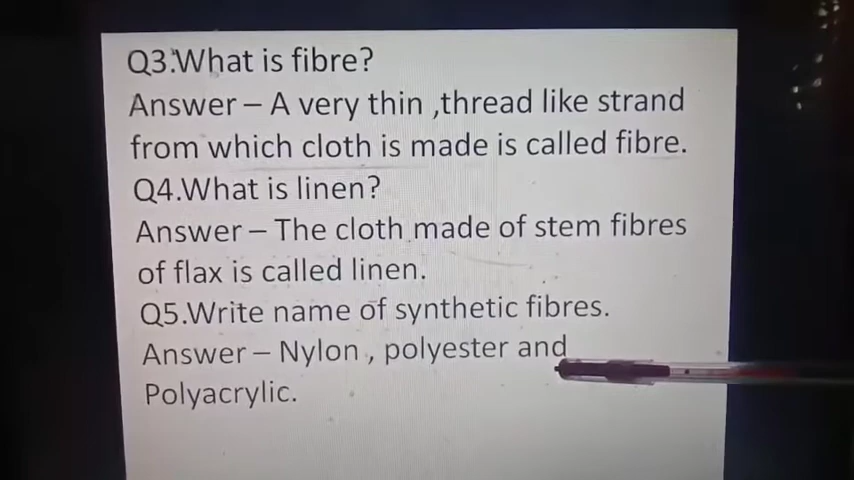 Q3.What is fibre?
Answer – A very thin ,thread like strand
from which cloth is made is called fibre.
Q4.What is linen?
Answer – The cloth made of stem fibres
of flax is called linen.
Q5.Write name of synthetic fibres.
Answer – Nylon , polyester and
Polyacrylic.